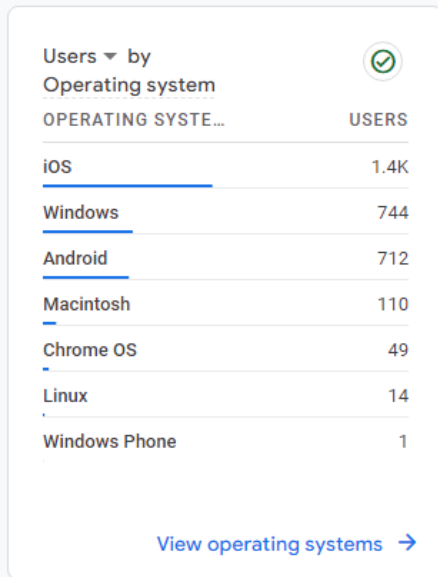 Users by
Operating system
OPERATING SYSTE... USERS
iOS 1.4K
Windows 744
Android 712
Macintosh 110
Chrome OS 49
Linux 14
Windows Phone 1
View operating systems